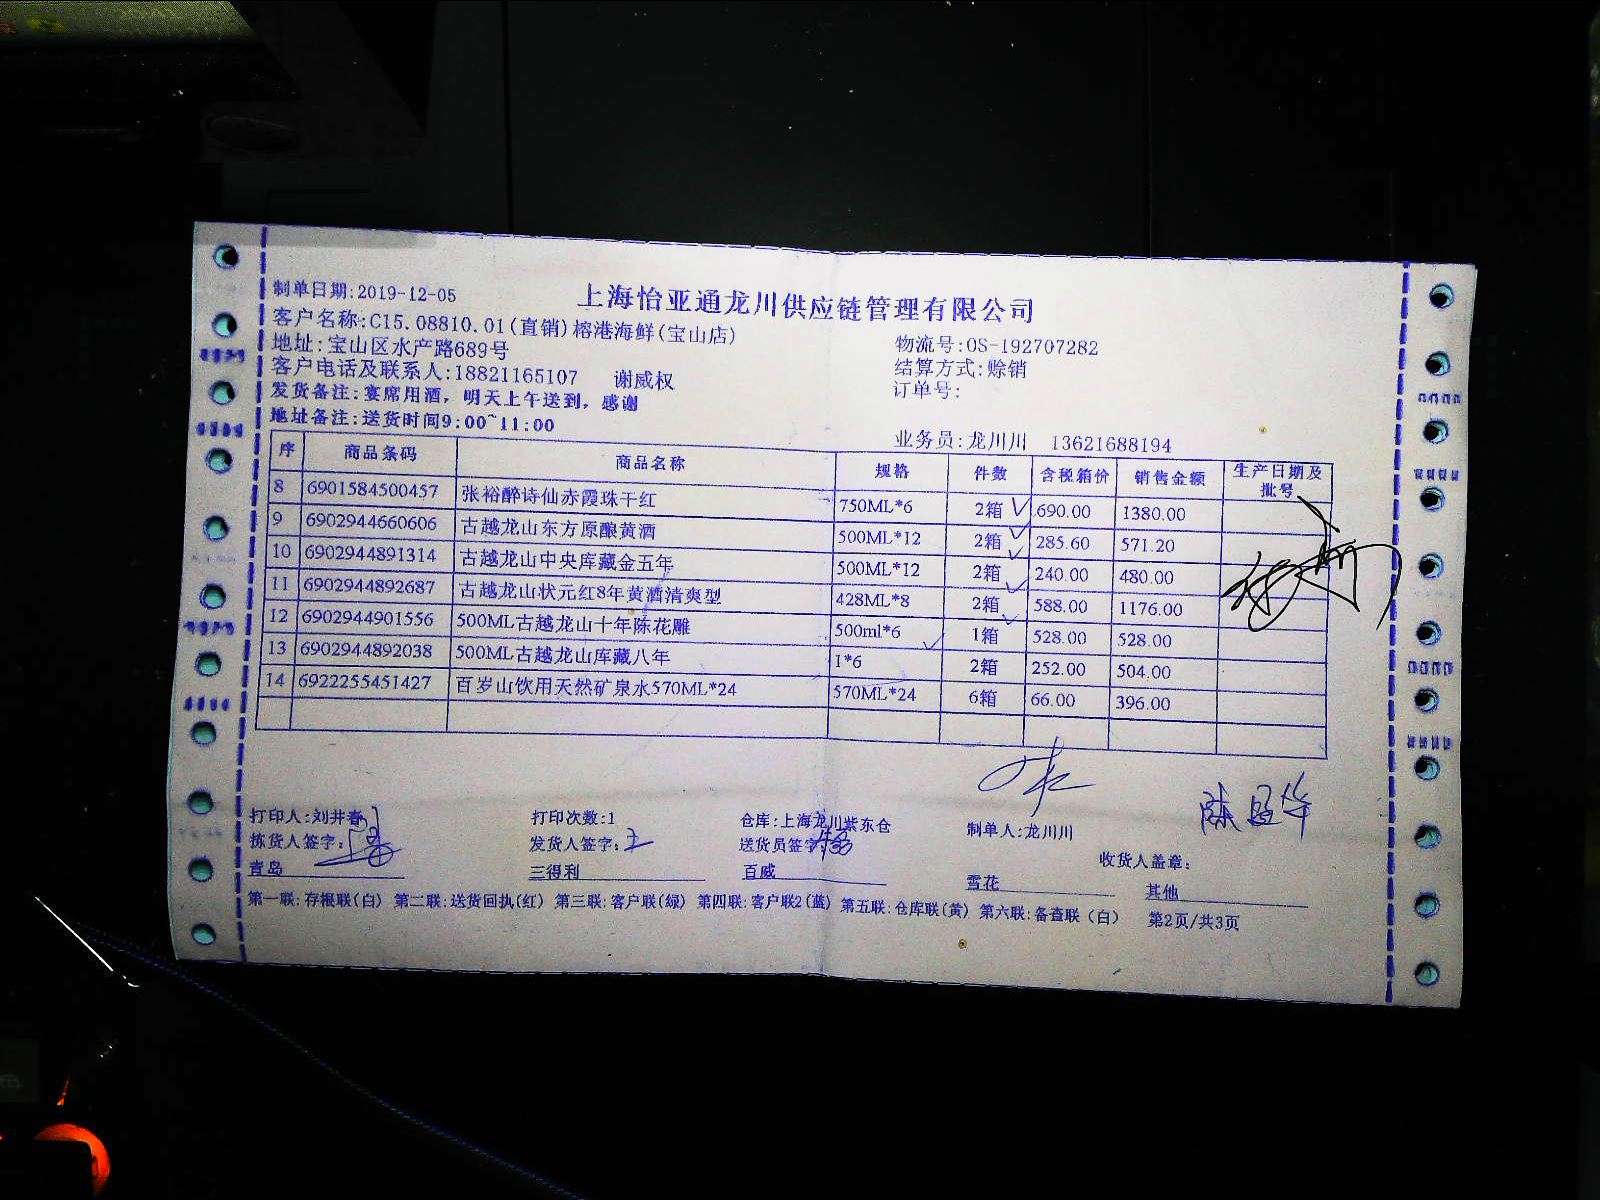 上海怡亚通龙川供应链管理有限公司
制单日期:2019-12-05
客户名称:C15.08810.01(直销)榕港海鲜(宝山店)
地址:宝山区水产路689号 物流号:OS-192707282
客户电话及联系人:18821165107 谢威权 结算方式:赊销
发货备注:宴席用酒，明天上午送到，感谢 订单号:
地址备注:送货时间9:00~11:00 业务员:龙川川 13621688194
序 商品条码 商品名称 规格 件数 含税箱价 销售金额 生产日期及批号
8 6901584500457 张裕醉诗仙赤霞珠干红 750ML*6 2箱 690.00 1380.00
9 6902944660606 古越龙山东方原酿黄酒 500ML*12 2箱 285.60 571.20
10 6902944891314 古越龙山中央库藏金五年 500ML*12 2箱 240.00 480.00
11 6902944892687 古越龙山状元红8年黄酒清爽型 428ML*8 2箱 588.00 1176.00
12 6902944901556 500ML古越龙山十年陈花雕 500ml*6 1箱 528.00 528.00
13 6902944892038 500ML古越龙山库藏八年 1*6 2箱 252.00 504.00
14 6922255451427 百岁山饮用天然矿泉水570ML*24 570ML*24 6箱 66.00 396.00
打印人:刘井春 打印次数:1 仓库:上海龙川紫东仓 制单人:龙川川
拣货人签字: 发货人签字: 送货员签字 收货人盖章:
青岛 三得利 百威 雪花 其他
第一联:存根联(白) 第二联:送货回执(红) 第三联:客户联(绿) 第四联:客户联2(蓝) 第五联:仓库联(黄) 第六联:备查联（白） 第2页/共3页